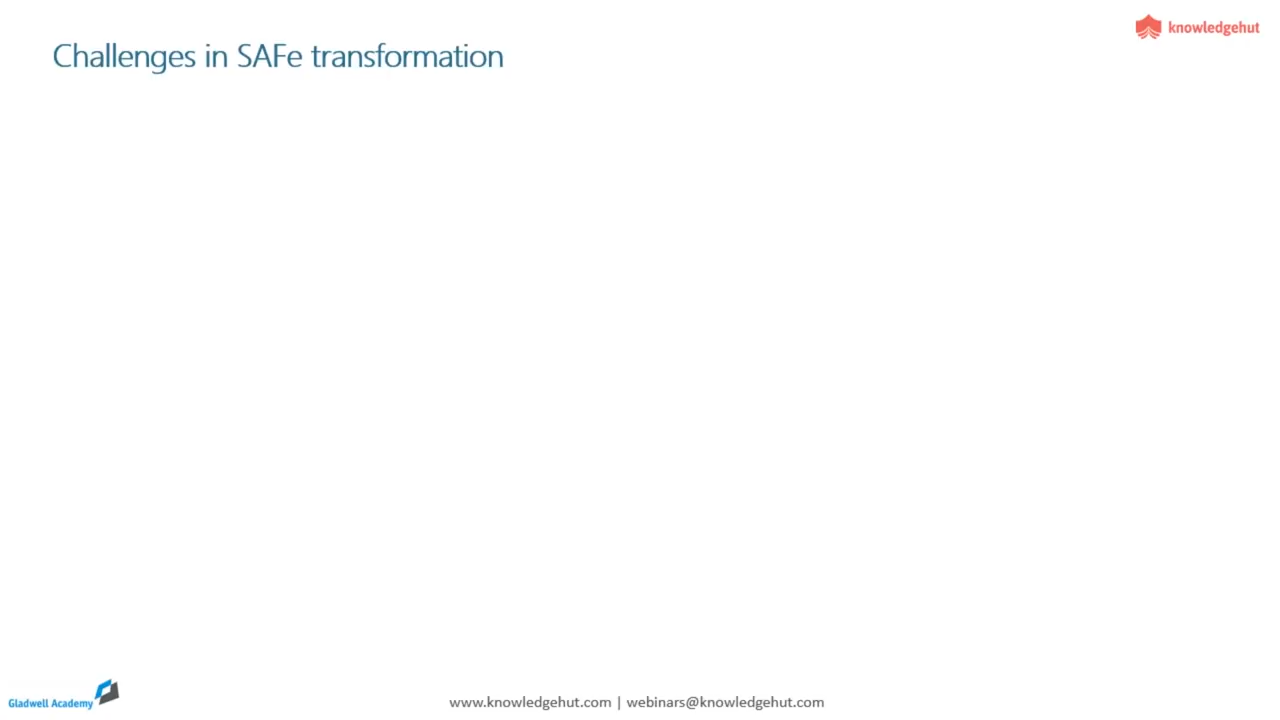 knowledgehut
Challenges in SAFe transformation
Gladwell Academy
www.knowledgehut.com | webinars@knowledgehut.com